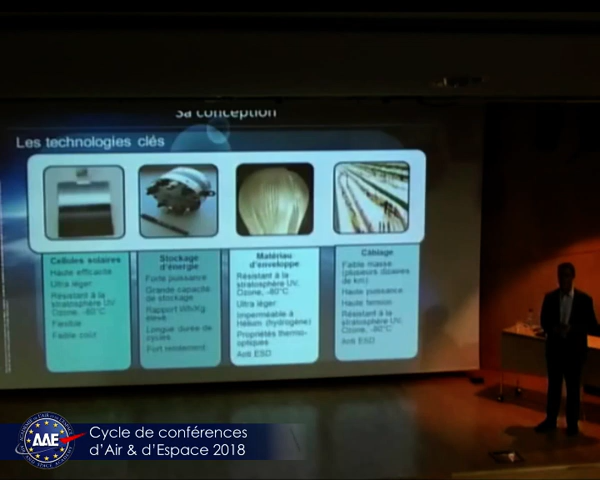 Sa conception
Les technologies clés
Cellules solaires
Haute efficacité
Ultra léger
Résistant à la
stratosphère UV,
Ozone, -80°C
Flexible
Faible coût
Stockage
d'énergie
Forte puissance
Grande capacité
de stockage
Rapport Wh/Kg
élevé
Longue durée de
cycles
Fort rendement
Matériau
d'enveloppe
Résistant à la
stratosphère UV,
Ozone, -80°C
Ultra léger
Imperméable à
Hélium (hydrogène)
Propriétés thermo-
optiques
Anti ESD
Câblage
Faible masse
(plusieurs dizaines
de km)
Haute puissance
Haute tension
Résistant à la
stratosphère UV,
Ozone, -80°C
Anti ESD
AAE
Cycle de conférences
d'Air & d'Espace 2018